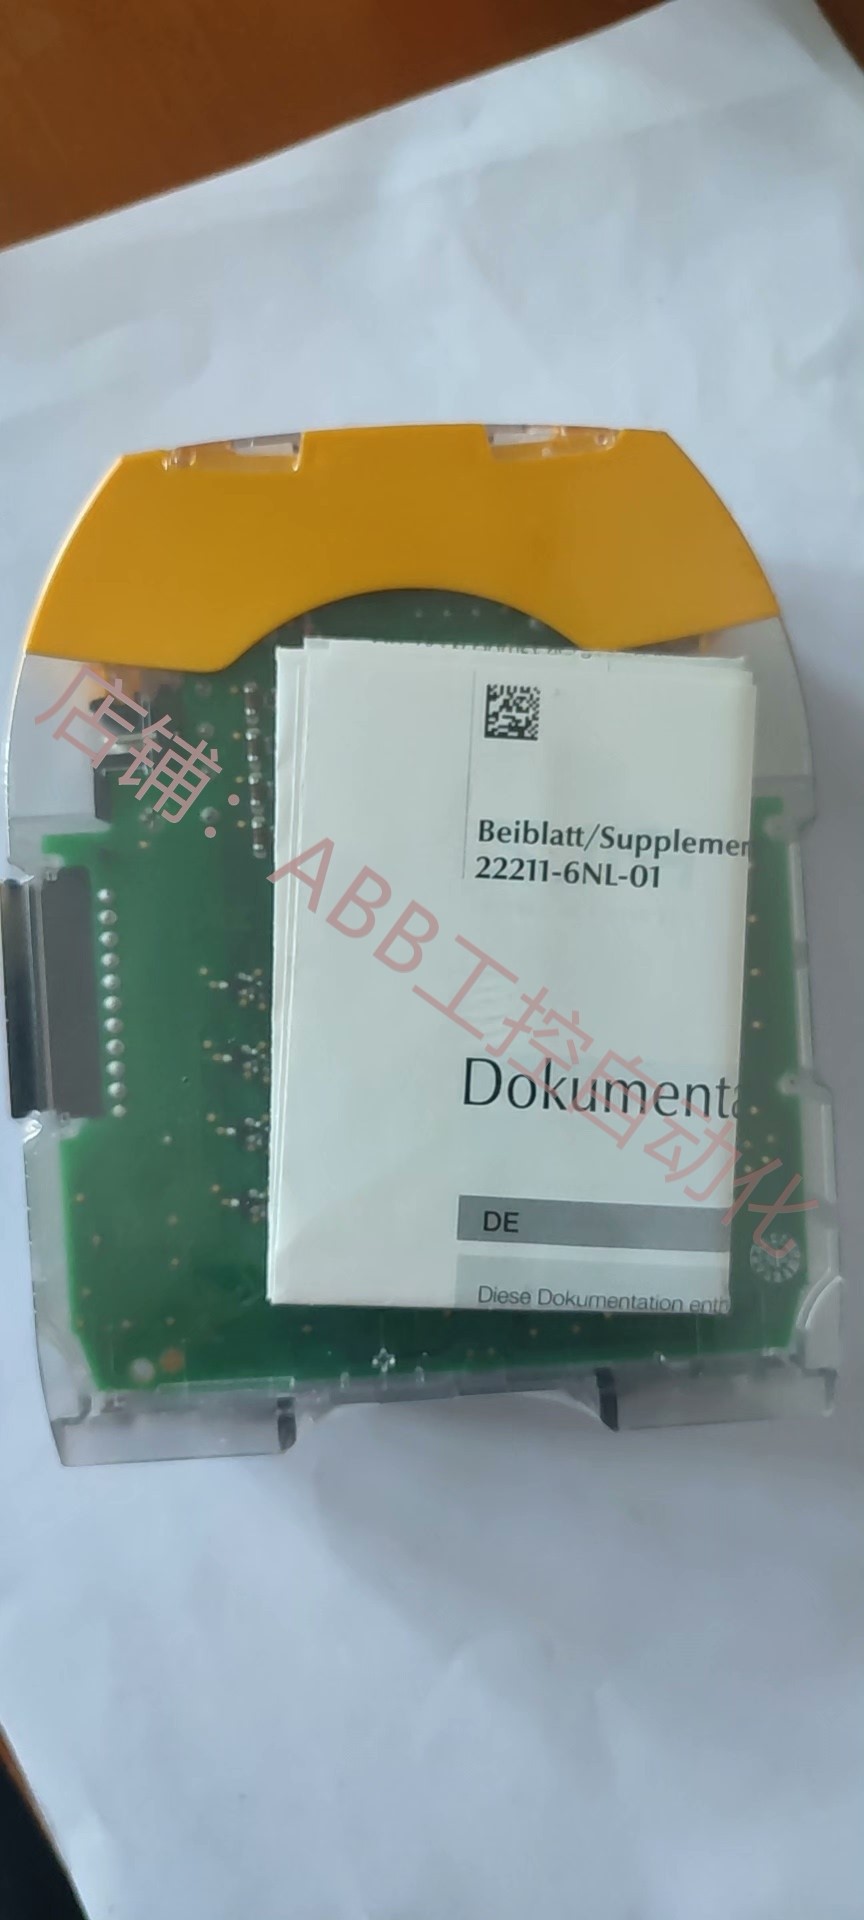 Beiblatt/Supplemen
22211-6NL-01
Dokumenta
DE
Diese Dokumentation enth
店铺：ABB工控自动化